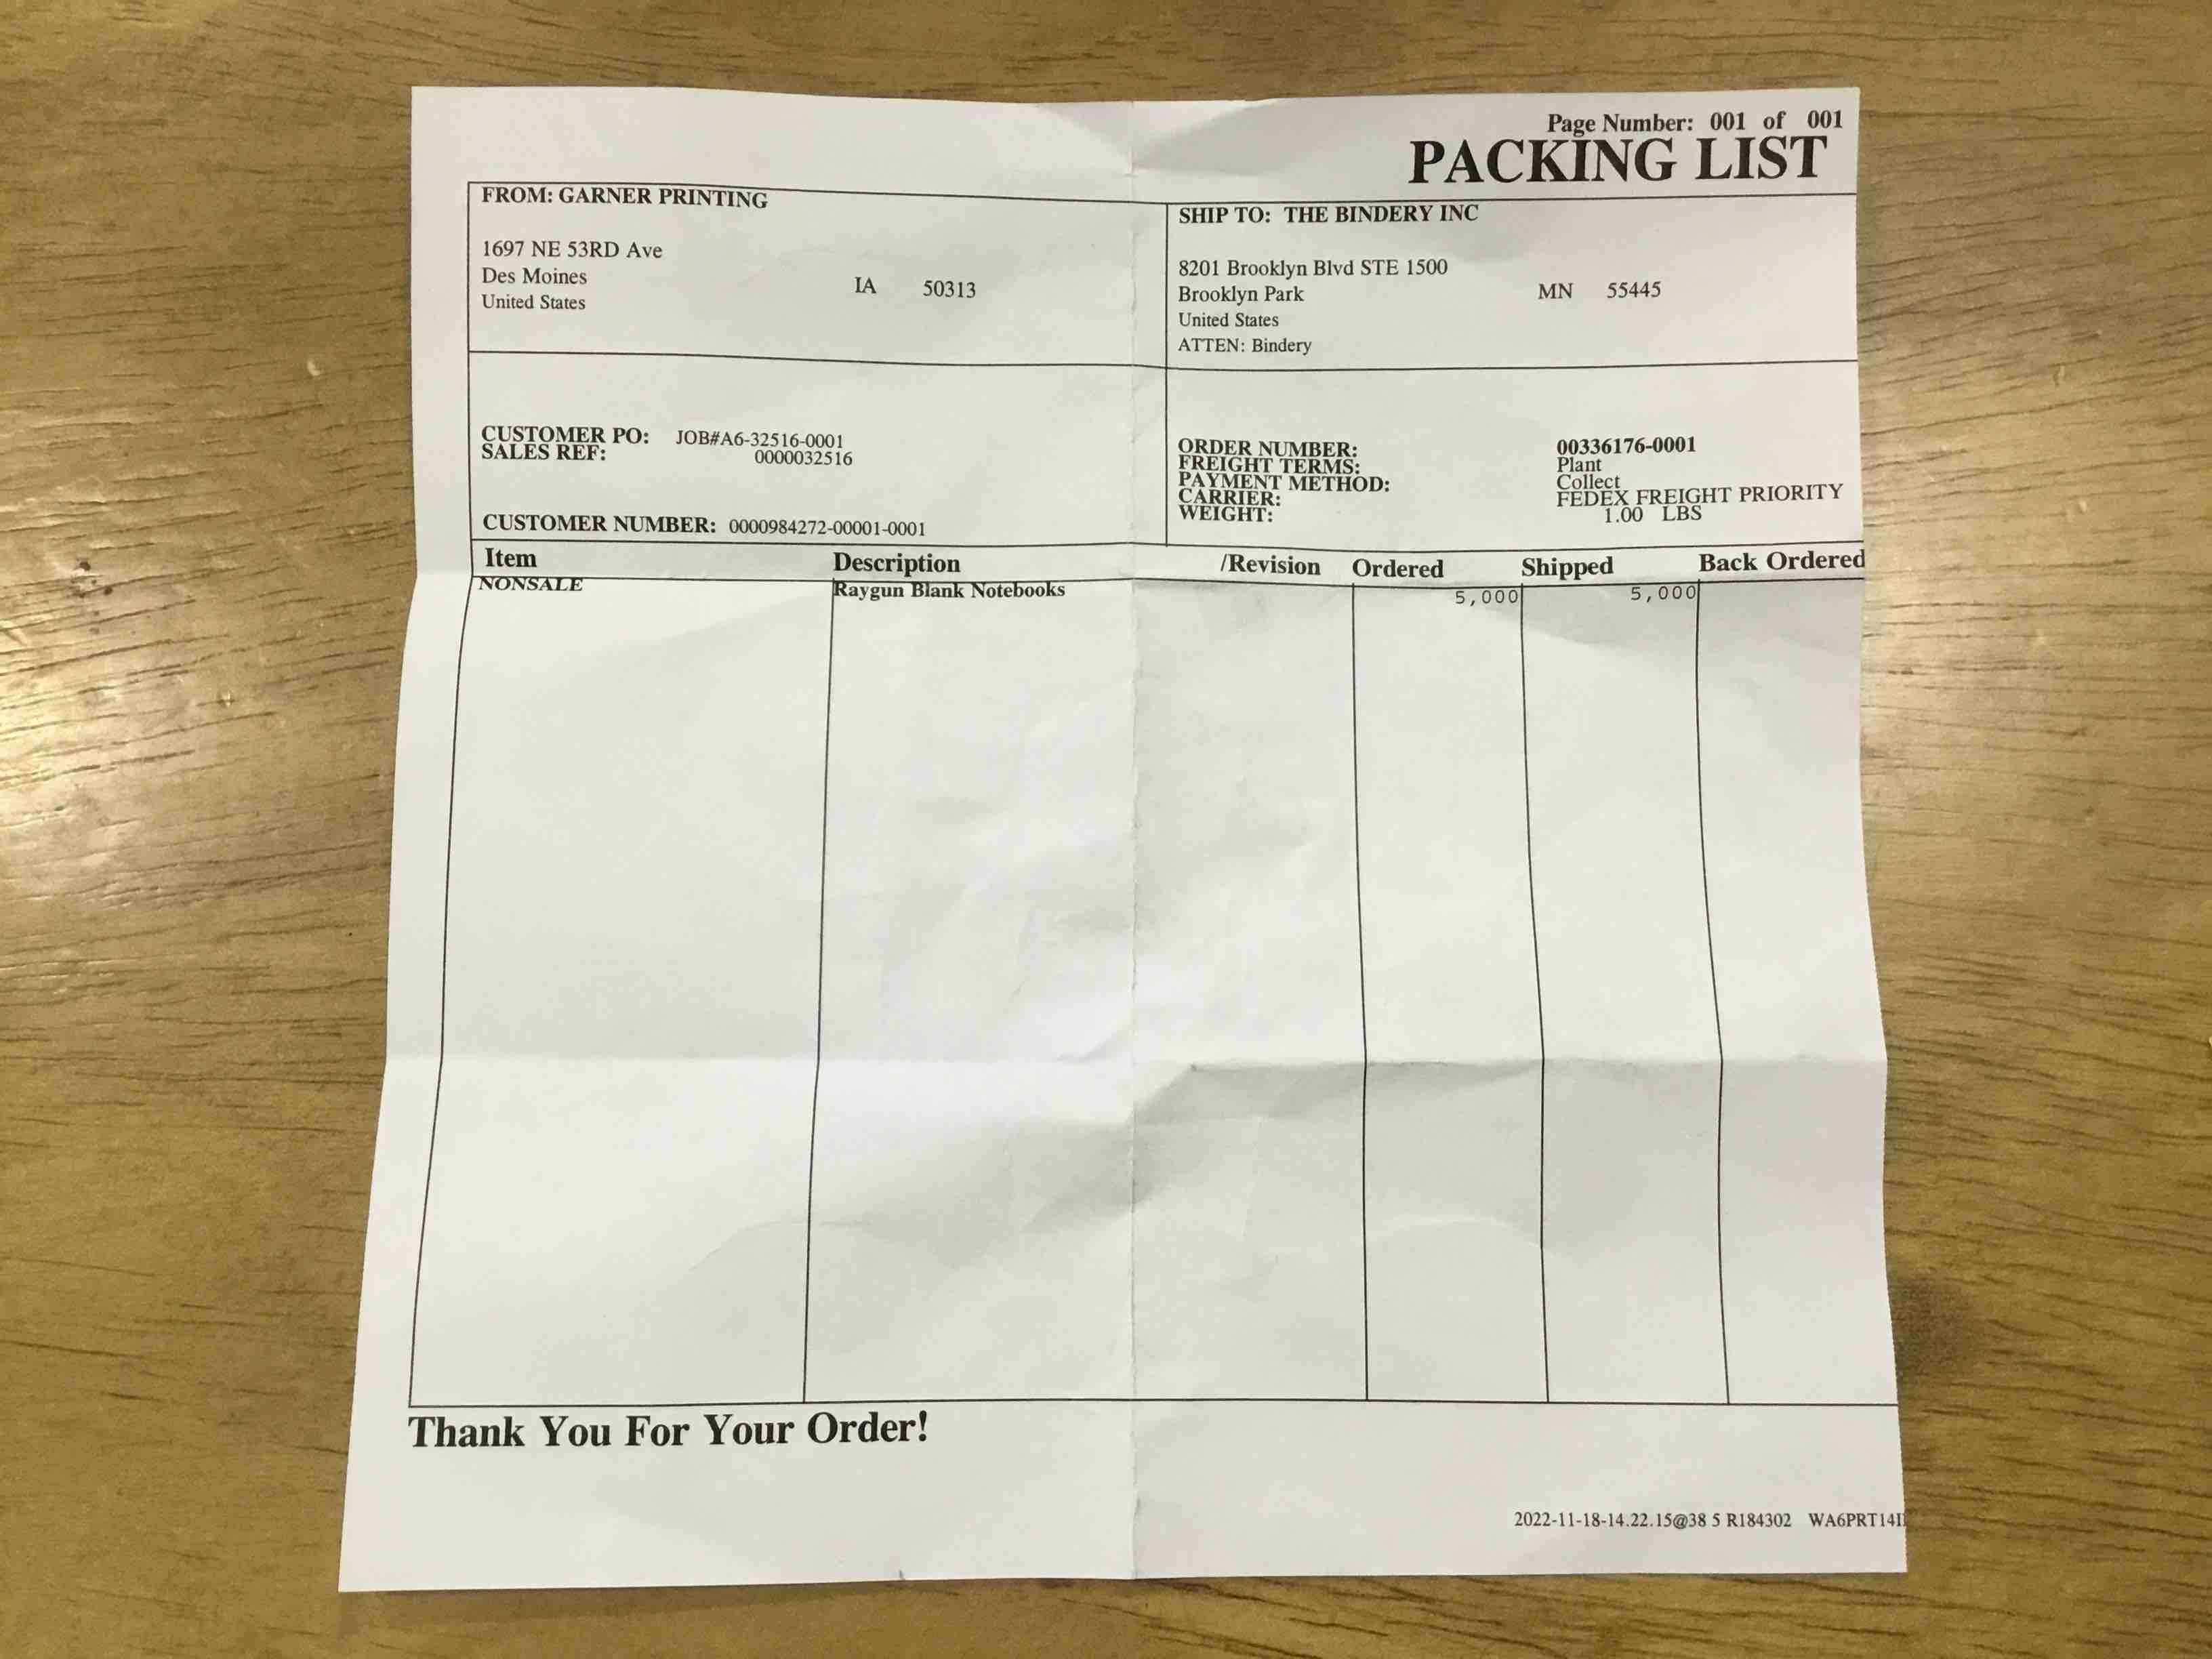 Page Number: 001 of 001
PACKING LIST
FROM: GARNER PRINTING
1697 NE 53RD Ave
Des Moines IA 50313
United States
SHIP TO: THE BINDERY INC
8201 Brooklyn Blvd STE 1500
Brooklyn Park MN 55445
United States
ATTEN: Bindery
CUSTOMER PO: JOB#A6-32516-0001
SALES REF: 0000032516
CUSTOMER NUMBER: 0000984272-00001-0001
ORDER NUMBER: 00336176-0001
FREIGHT TERMS: Plant
PAYMENT METHOD: Collect
CARRIER: FEDEX FREIGHT PRIORITY
WEIGHT: 1.00 LBS
Item Description /Revision Ordered Shipped Back Ordered
NONSALE Raygun Blank Notebooks 5,000 5,000
Thank You For Your Order!
2022-11-18-14.22.15@38 5 R184302